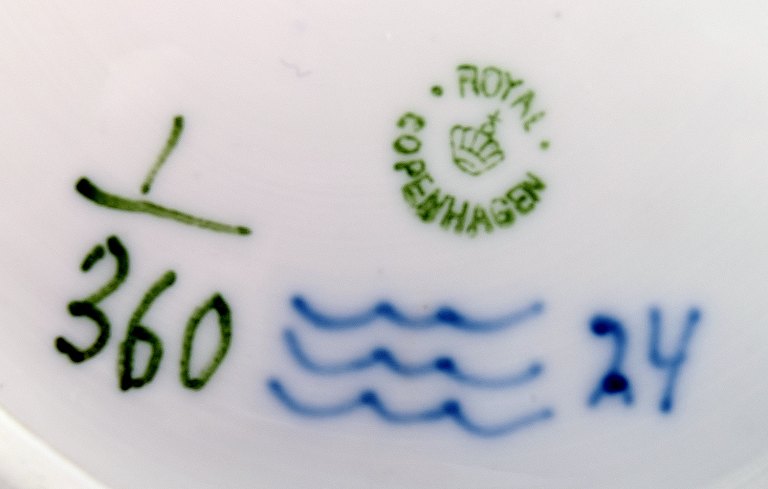 ROYAL
COPENHAGEN
1
360
24